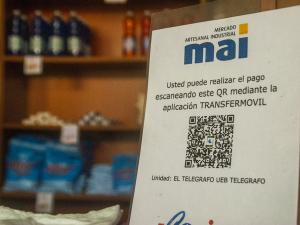 MERCADO
ARTESANAL INDUSTRIAL
mai
Usted puede realizar el pago
escaneando este QR mediante la
aplicación TRANSFERMOVIL
Unidad: EL TELEGRAFO UEB TELEGRAFO